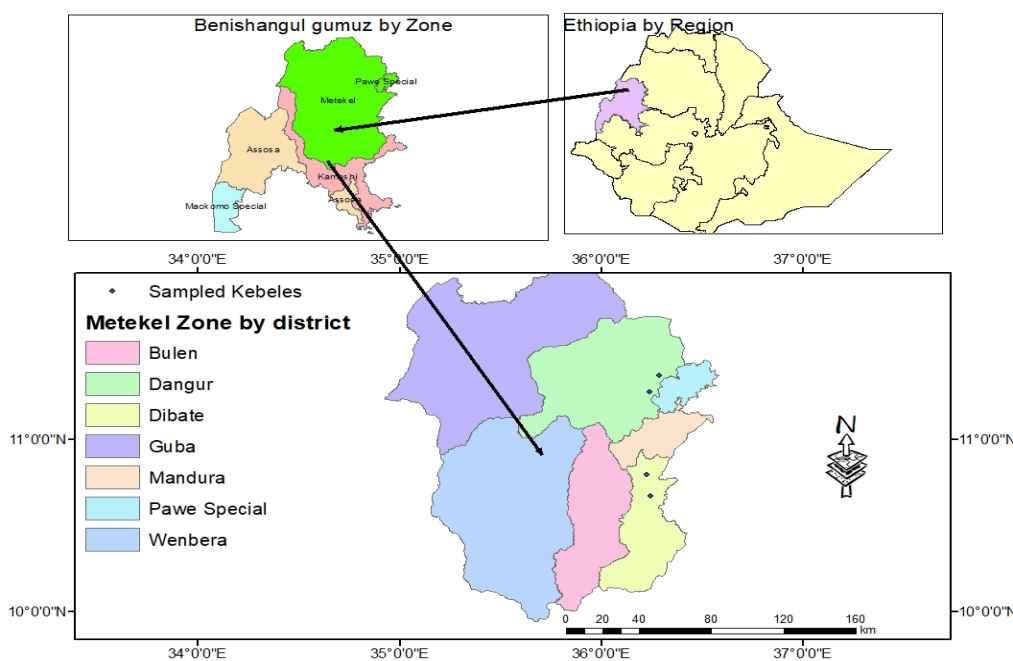 Benishangul gumuz by Zone
Pawe Special
Metekel
Assosa
Kamashi
Assosa
Maokomo Special
Ethiopia by Region
34°0'0"E 35°0'0"E 36°0'0"E 37°0'0"E
Sampled Kebeles
Metekel Zone by district
Bulen
Dangur
Dibate
Guba
Mandura
Pawe Special
Wenbera
11°0'0"N 11°0'0"N
N
10°0'0"N 10°0'0"N
0 20 40 80 120 160
km
34°0'0"E 35°0'0"E 36°0'0"E 37°0'0"E